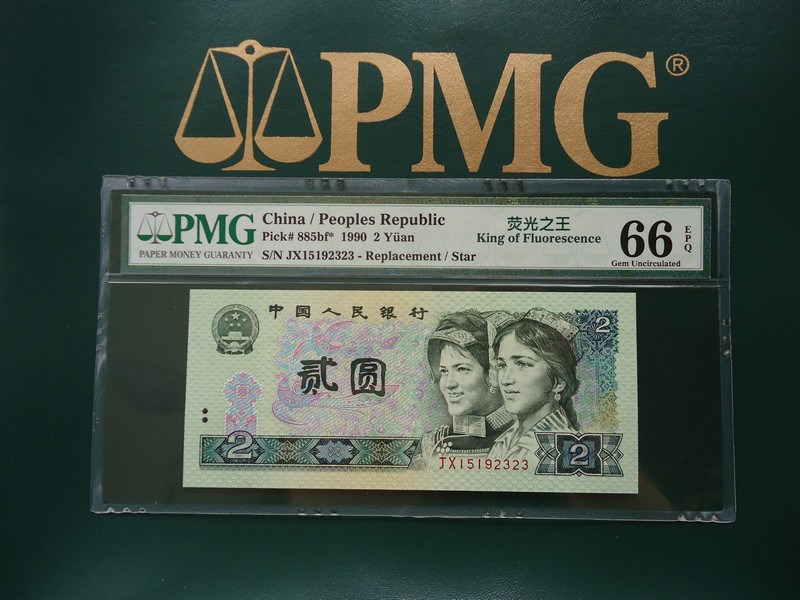 PMG®
PMG
PAPER MONEY GUARANTY
China / Peoples Republic
Pick# 885bf* 1990 2 Yüan
S/N JX15192323 - Replacement / Star
荧光之王
King of Fluorescence
66 EPQ
Gem Uncirculated
中国人民银行
2
贰圆
2
JX15192323
2